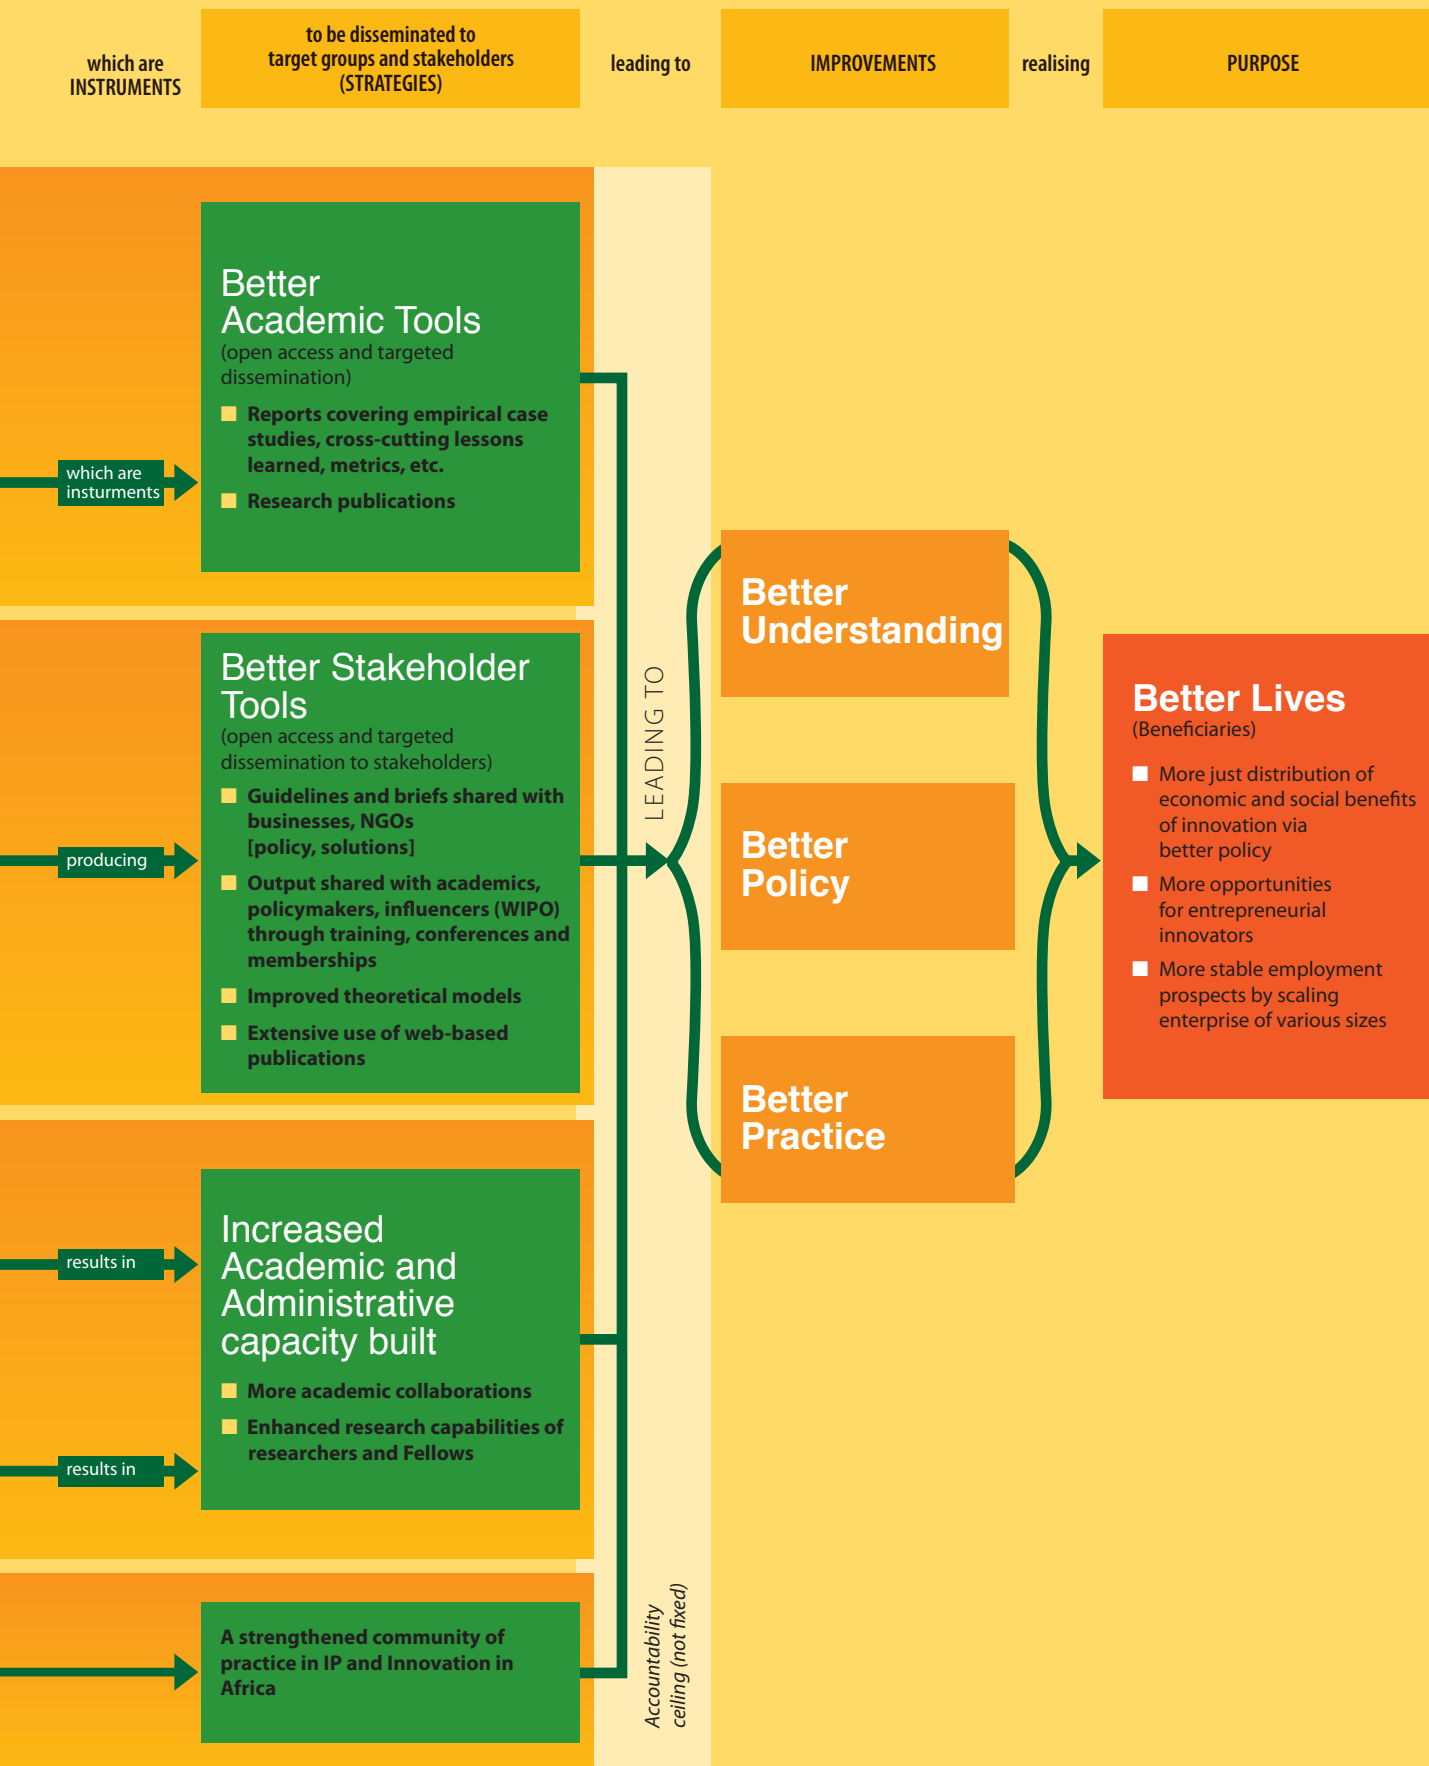 which are
INSTRUMENTS
to be disseminated to
target groups and stakeholders
(STRATEGIES)
leading to
IMPROVEMENTS
realising
PURPOSE
which are
insturments
Better
Academic Tools
(open access and targeted
dissemination)
Reports covering empirical case
studies, cross-cutting lessons
learned, metrics, etc.
Research publications
producing
Better Stakeholder
Tools
(open access and targeted
dissemination to stakeholders)
Guidelines and briefs shared with
businesses, NGOs
[policy, solutions]
Output shared with academics,
policymakers, influencers (WIPO)
through training, conferences and
memberships
Improved theoretical models
Extensive use of web-based
publications
results in
results in
Increased
Academic and
Administrative
capacity built
More academic collaborations
Enhanced research capabilities of
researchers and Fellows
A strengthened community of
practice in IP and Innovation in
Africa
LEADING TO
Accountability
ceiling (not fixed)
Better
Understanding
Better
Policy
Better
Practice
Better Lives
(Beneficiaries)
More just distribution of
economic and social benefits
of innovation via
better policy
More opportunities
for entrepreneurial
innovators
More stable employment
prospects by scaling
enterprise of various sizes